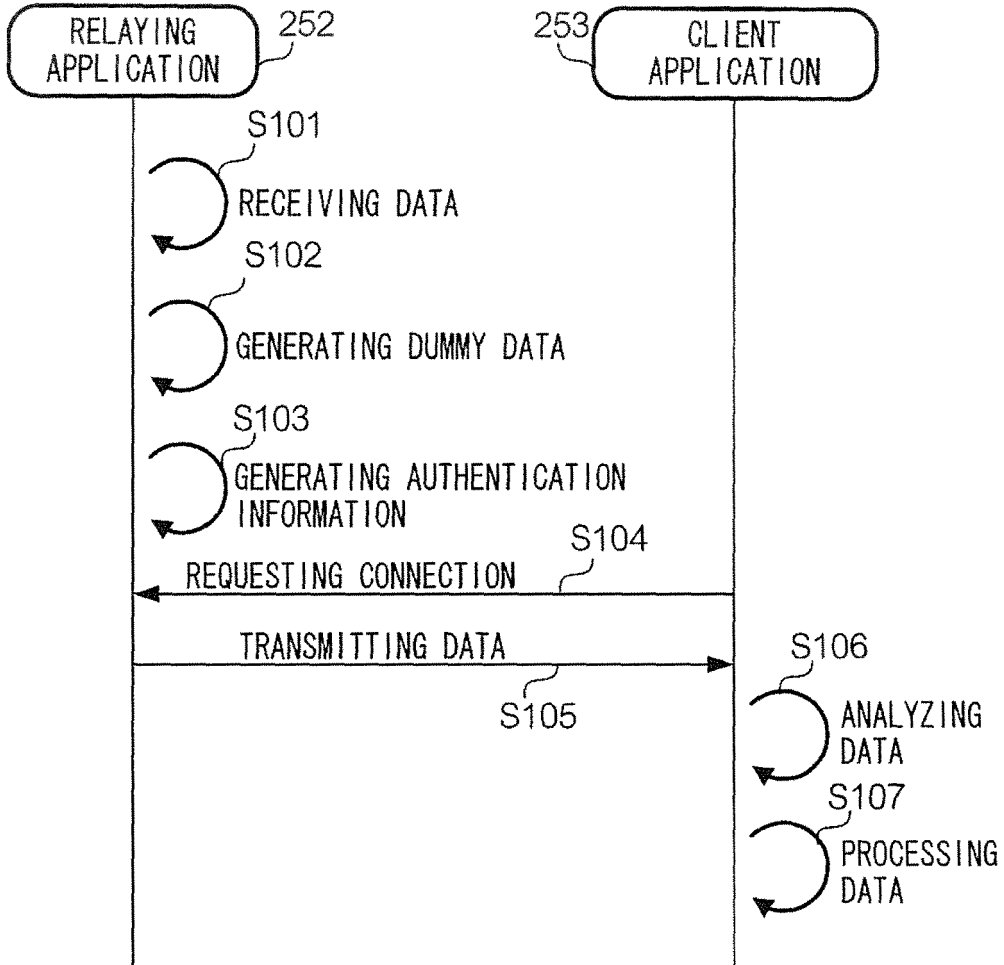 RELAYING
APPLICATION
252
253
CLIENT
APPLICATION
S101
RECEIVING DATA
S102
GENERATING DUMMY DATA
S103
GENERATING AUTHENTICATION
INFORMATION
S104
REQUESTING CONNECTION
TRANSMITTING DATA
S105
S106
ANALYZING
DATA
S107
PROCESSING
DATA